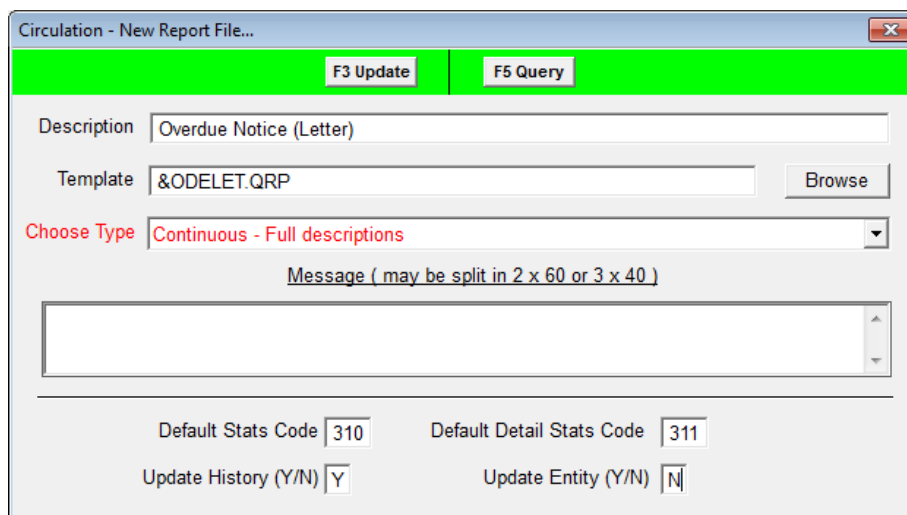 Circulation - New Report File...
F3 Update F5 Query
Description Overdue Notice (Letter)
Template &ODELET.QRP Browse
Choose Type Continuous - Full descriptions
Message ( may be split in 2 x 60 or 3 x 40 )
Default Stats Code 310 Default Detail Stats Code 311
Update History (Y/N) Y Update Entity (Y/N) N